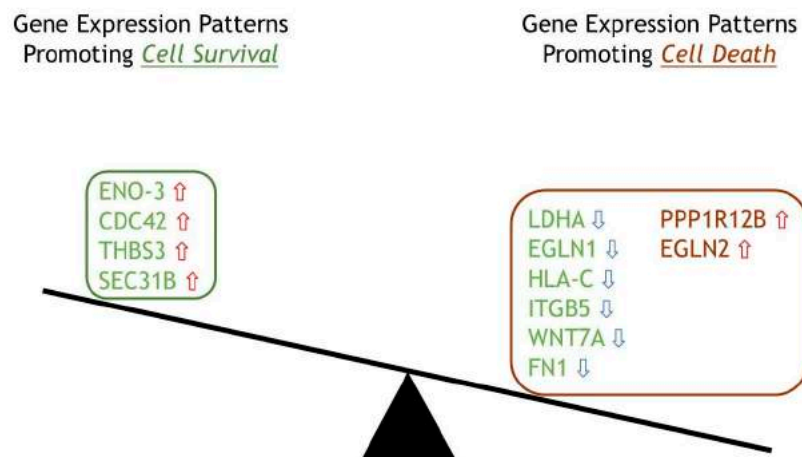 Gene Expression Patterns
Promoting Cell Survival
Gene Expression Patterns
Promoting Cell Death
ENO-3 ⇧
CDC42 ⇧
THBS3 ⇧
SEC31B ⇧
LDHA ⇩ PPP1R12B ⇧
EGLN1 ⇩ EGLN2 ⇧
HLA-C ⇩
ITGB5 ⇩
WNT7A ⇩
FN1 ⇩